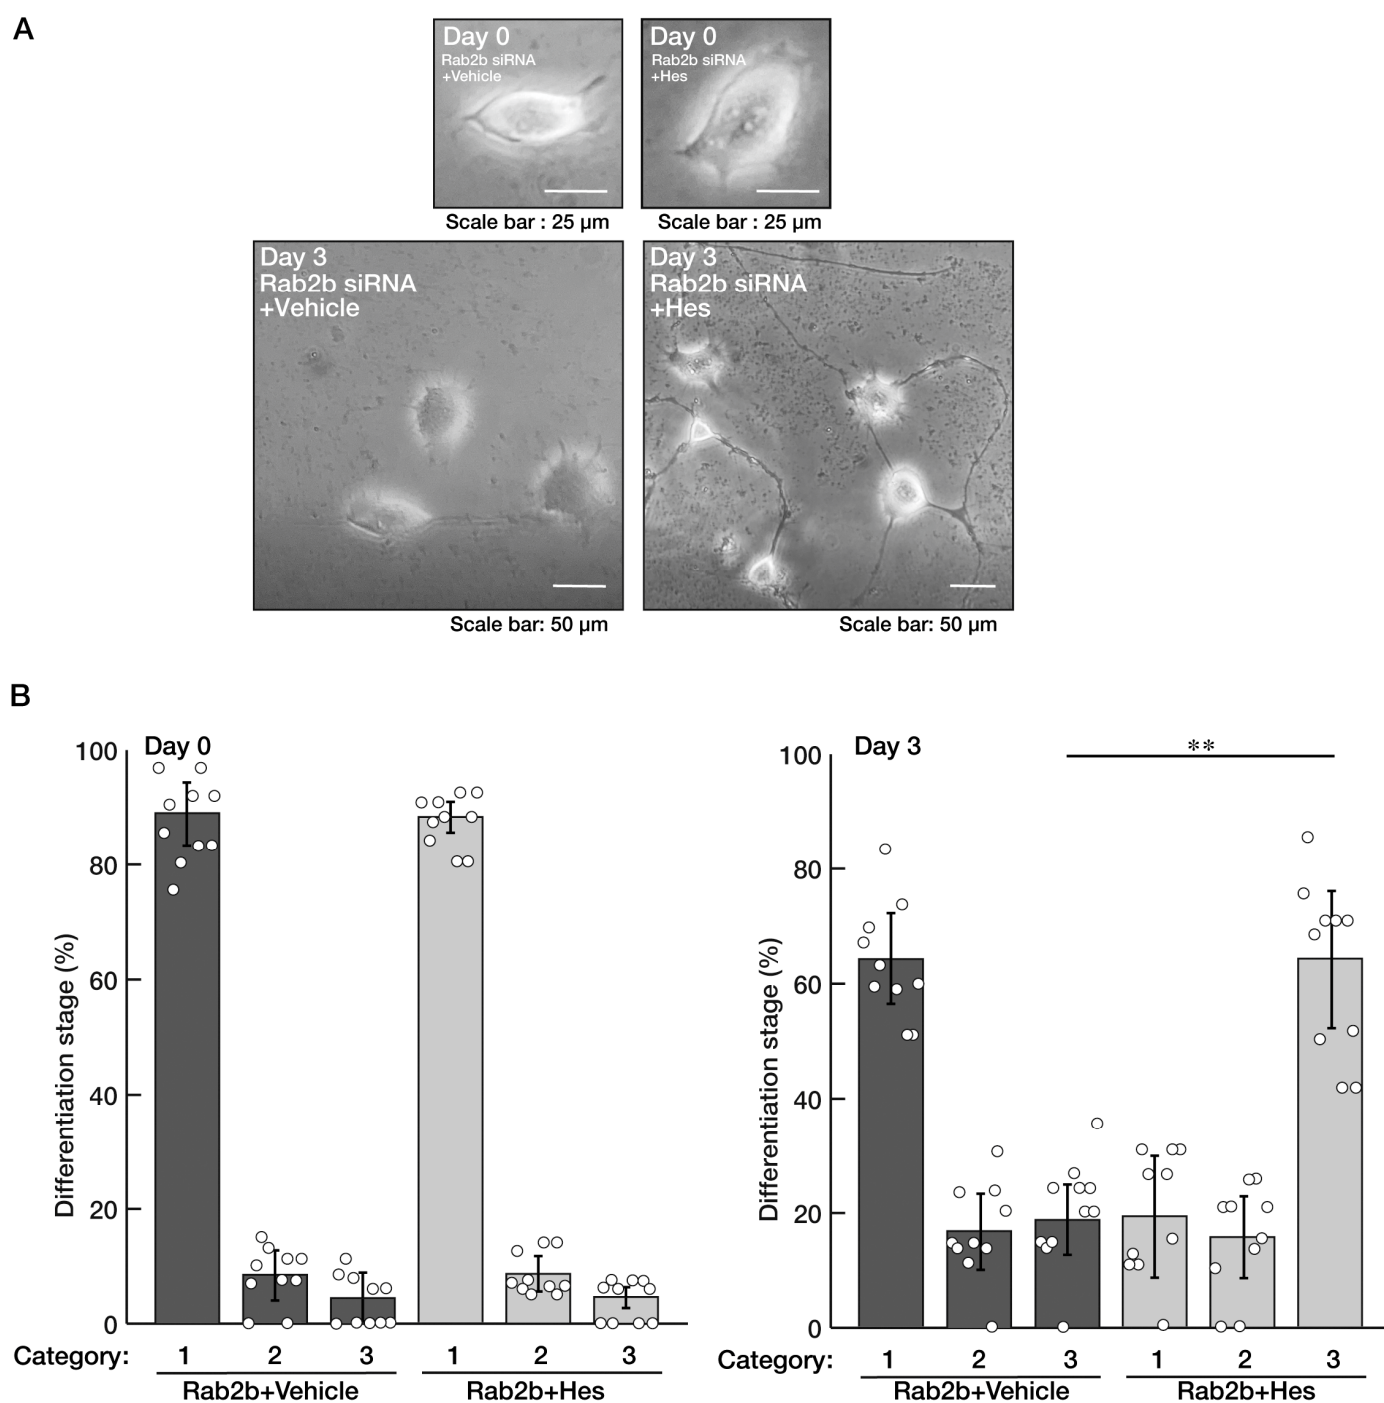 A
Day 0
Rab2b siRNA
+Vehicle
Day 0
Rab2b siRNA
+Hes
Scale bar : 25 µm
Scale bar : 25 µm
Day 3
Rab2b siRNA
+Vehicle
Day 3
Rab2b siRNA
+Hes
Scale bar: 50 µm
Scale bar: 50 µm
B
Day 0
Differentiation stage (%)
100
80
60
40
20
0
Category: 1 2 3 1 2 3
Rab2b+Vehicle Rab2b+Hes
Day 3
**
Differentiation stage (%)
100
80
60
40
20
0
Category: 1 2 3 1 2 3
Rab2b+Vehicle Rab2b+Hes